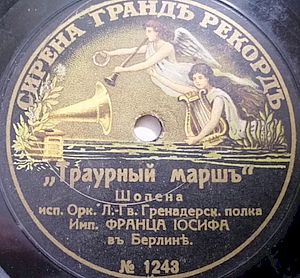 СИРЕНА ГРАНДЪ РЕКОРДЪ
„Траурный маршъ“
Шопена
исп. Орк. Л.-Гв. Гренадерск. полка
Имп. ФРАНЦА ІОСИФА
въ Берлинѣ.
№ 1243